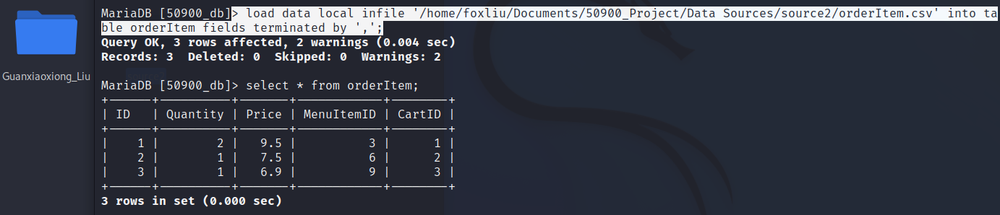 MariaDB [50900_db]> load data local infile '/home/foxliu/Documents/50900_Project/Data Sources/source2/orderItem.csv' into ta
ble orderItem fields terminated by ',';
Query OK, 3 rows affected, 2 warnings (0.004 sec)
Records: 3  Deleted: 0  Skipped: 0  Warnings: 2
Guanxiaoxiong_Liu
MariaDB [50900_db]> select * from orderItem;
+------+----------+-------+------------+--------+
| ID   | Quantity | Price | MenuItemID | CartID |
+------+----------+-------+------------+--------+
|    1 |        2 |   9.5 |          3 |      1 |
|    2 |        1 |   7.5 |          6 |      2 |
|    3 |        1 |   6.9 |          9 |      3 |
+------+----------+-------+------------+--------+
3 rows in set (0.000 sec)